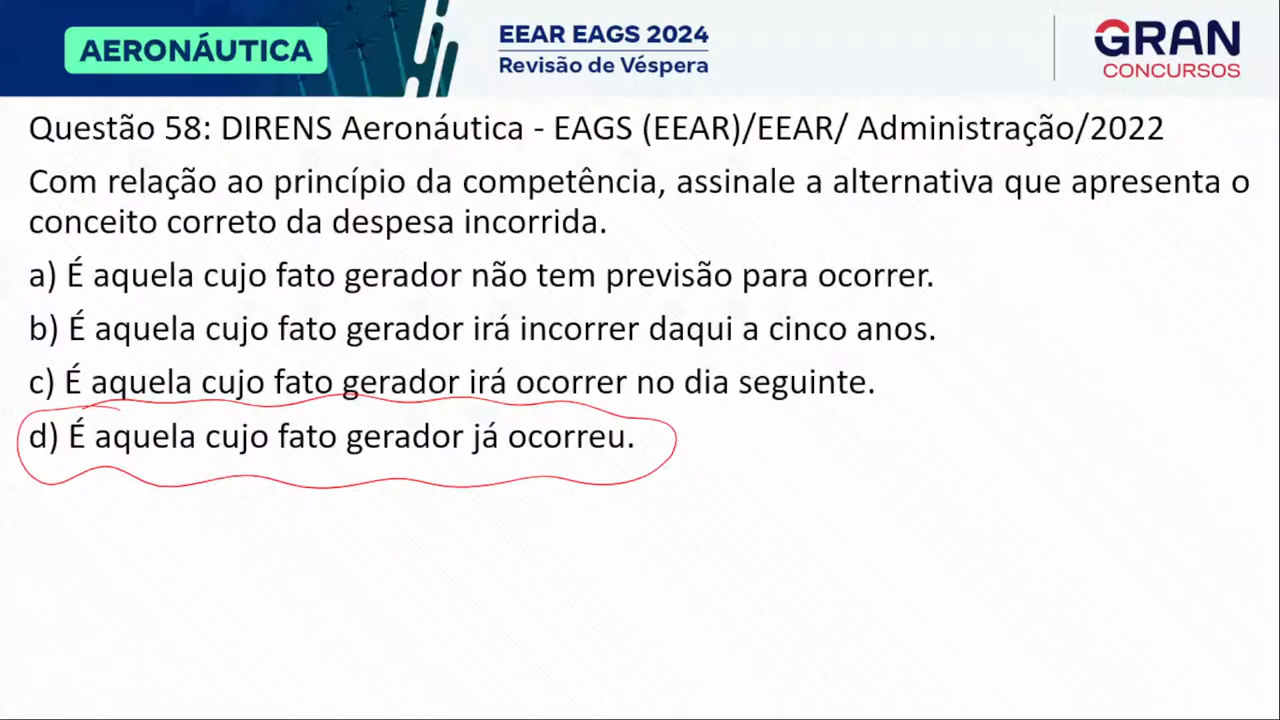 AERONÁUTICA
EEAR EAGS 2024
Revisão de Véspera
GRAN
CONCURSOS
Questão 58: DIRENS Aeronáutica - EAGS (EEAR)/EEAR/ Administração/2022
Com relação ao princípio da competência, assinale a alternativa que apresenta o
conceito correto da despesa incorrida.
a) É aquela cujo fato gerador não tem previsão para ocorrer.
b) É aquela cujo fato gerador irá incorrer daqui a cinco anos.
c) É aquela cujo fato gerador irá ocorrer no dia seguinte.
d) É aquela cujo fato gerador já ocorreu.